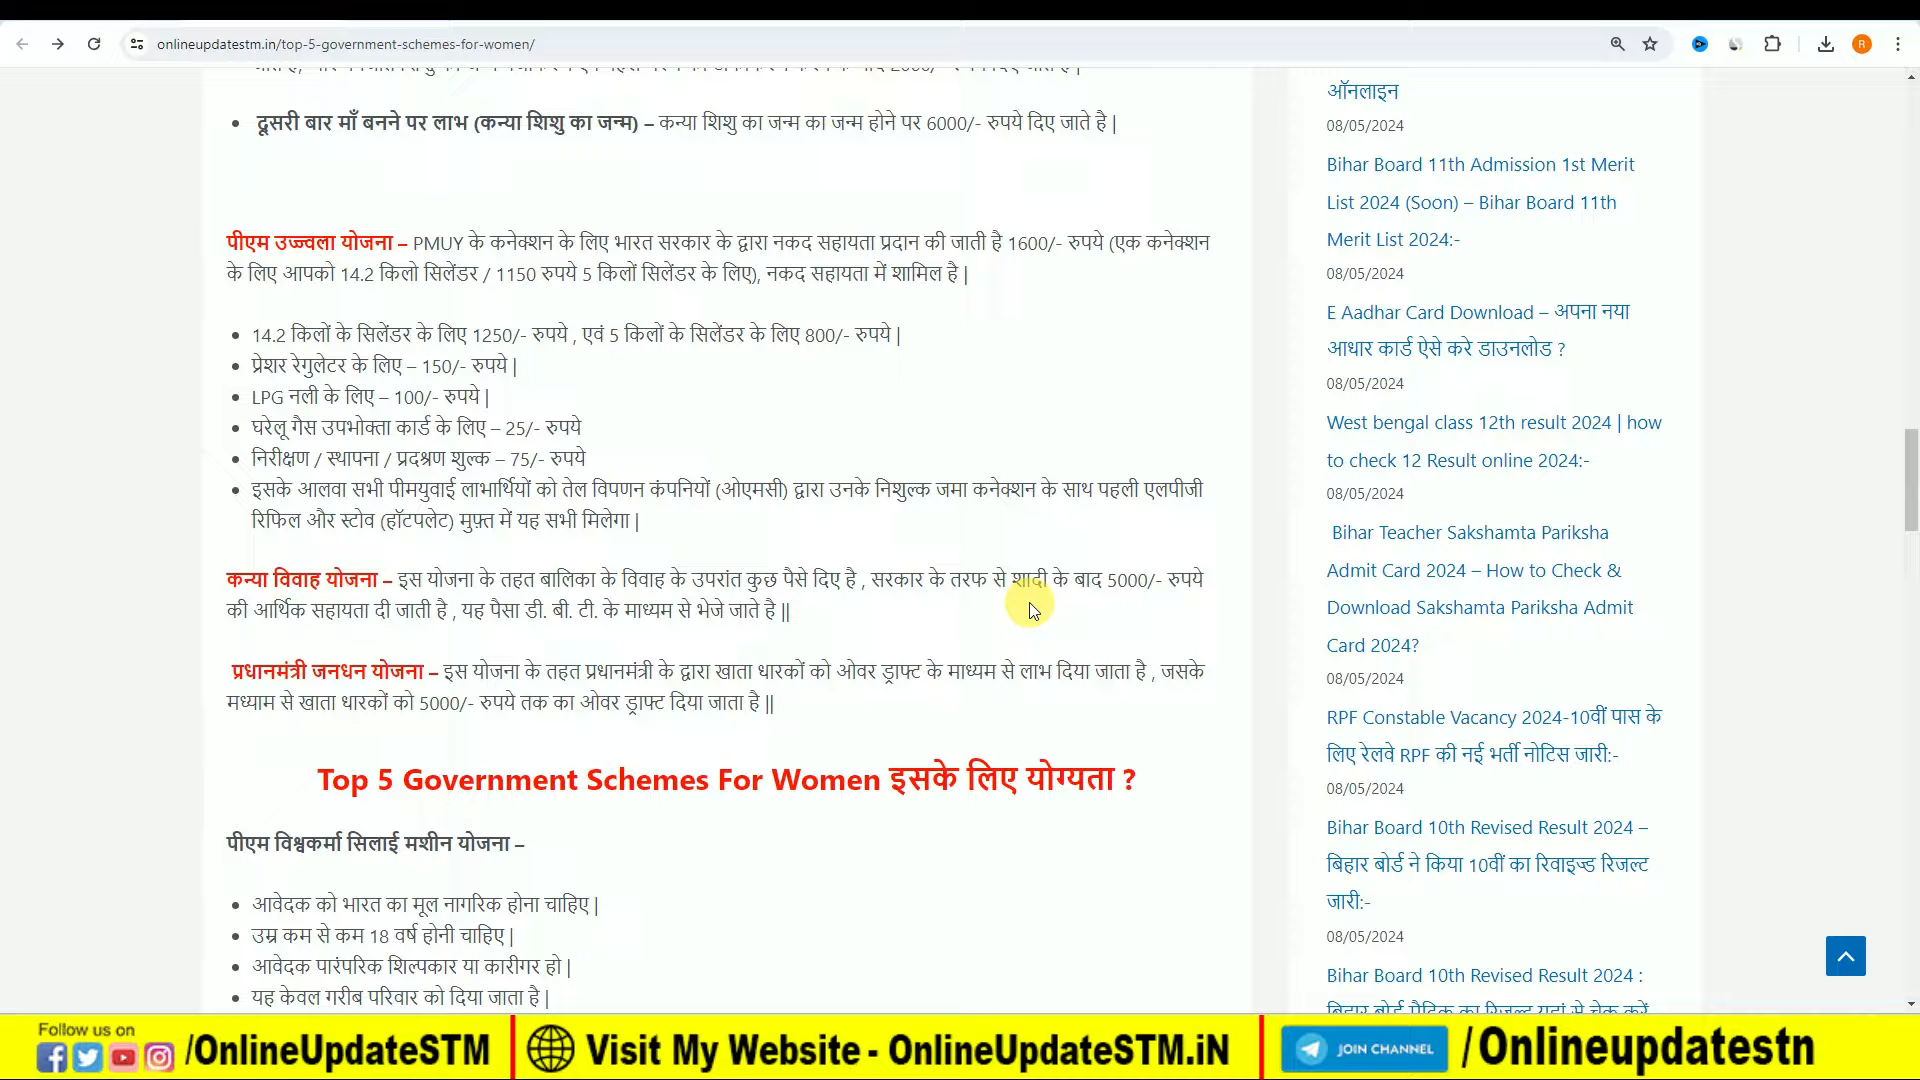 onlineupdatestm.in/top-5-government-schemes-for-women/
R
दूसरी बार माँ बनने पर लाभ (कन्या शिशु का जन्म) – कन्या शिशु का जन्म का जन्म होने पर 6000/- रुपये दिए जाते है |
पीएम उज्ज्वला योजना – PMUY के कनेक्शन के लिए भारत सरकार के द्वारा नकद सहायता प्रदान की जाती है 1600/- रुपये (एक कनेक्शन
के लिए आपको 14.2 किलो सिलेंडर / 1150 रुपये 5 किलों सिलेंडर के लिए), नकद सहायता में शामिल है |
14.2 किलों के सिलेंडर के लिए 1250/- रुपये , एवं 5 किलों के सिलेंडर के लिए 800/- रुपये |
प्रेशर रेगुलेटर के लिए – 150/- रुपये |
LPG नली के लिए – 100/- रुपये |
घरेलू गैस उपभोक्ता कार्ड के लिए – 25/- रुपये
निरीक्षण / स्थापना / प्रदश्रण शुल्क – 75/- रुपये
इसके आलवा सभी पीमयुवाई लाभार्थियों को तेल विपणन कंपनियों (ओएमसी) द्वारा उनके निशुल्क जमा कनेक्शन के साथ पहली एलपीजी
रिफिल और स्टोव (हॉटपलेट) मुफ़्त में यह सभी मिलेगा |
कन्या विवाह योजना – इस योजना के तहत बालिका के विवाह के उपरांत कुछ पैसे दिए है , सरकार के तरफ से शादी के बाद 5000/- रुपये
की आर्थिक सहायता दी जाती है , यह पैसा डी. बी. टी. के माध्यम से भेजे जाते है ||
प्रधानमंत्री जनधन योजना – इस योजना के तहत प्रधानमंत्री के द्वारा खाता धारकों को ओवर ड्राफ्ट के माध्यम से लाभ दिया जाता है , जसके
मध्याम से खाता धारकों को 5000/- रुपये तक का ओवर ड्राफ्ट दिया जाता है ||
Top 5 Government Schemes For Women इसके लिए योग्यता ?
पीएम विश्वकर्मा सिलाई मशीन योजना –
आवेदक को भारत का मूल नागरिक होना चाहिए |
उम्र कम से कम 18 वर्ष होनी चाहिए |
आवेदक पारंपरिक शिल्पकार या कारीगर हो |
यह केवल गरीब परिवार को दिया जाता है |
ऑनलाइन
08/05/2024
Bihar Board 11th Admission 1st Merit
List 2024 (Soon) – Bihar Board 11th
Merit List 2024:-
08/05/2024
E Aadhar Card Download – अपना नया
आधार कार्ड ऐसे करे डाउनलोड ?
08/05/2024
West bengal class 12th result 2024 | how
to check 12 Result online 2024:-
08/05/2024
Bihar Teacher Sakshamta Pariksha
Admit Card 2024 – How to Check &
Download Sakshamta Pariksha Admit
Card 2024?
08/05/2024
RPF Constable Vacancy 2024-10वीं पास के
लिए रेलवे RPF की नई भर्ती नोटिस जारी:-
08/05/2024
Bihar Board 10th Revised Result 2024 –
बिहार बोर्ड ने किया 10वीं का रिवाइज्ड रिजल्ट
जारी:-
08/05/2024
Bihar Board 10th Revised Result 2024 :
Follow us on
/OnlineUpdateSTM
Visit My Website - OnlineUpdateSTM.iN
JOIN CHANNEL
/Onlineupdatestn